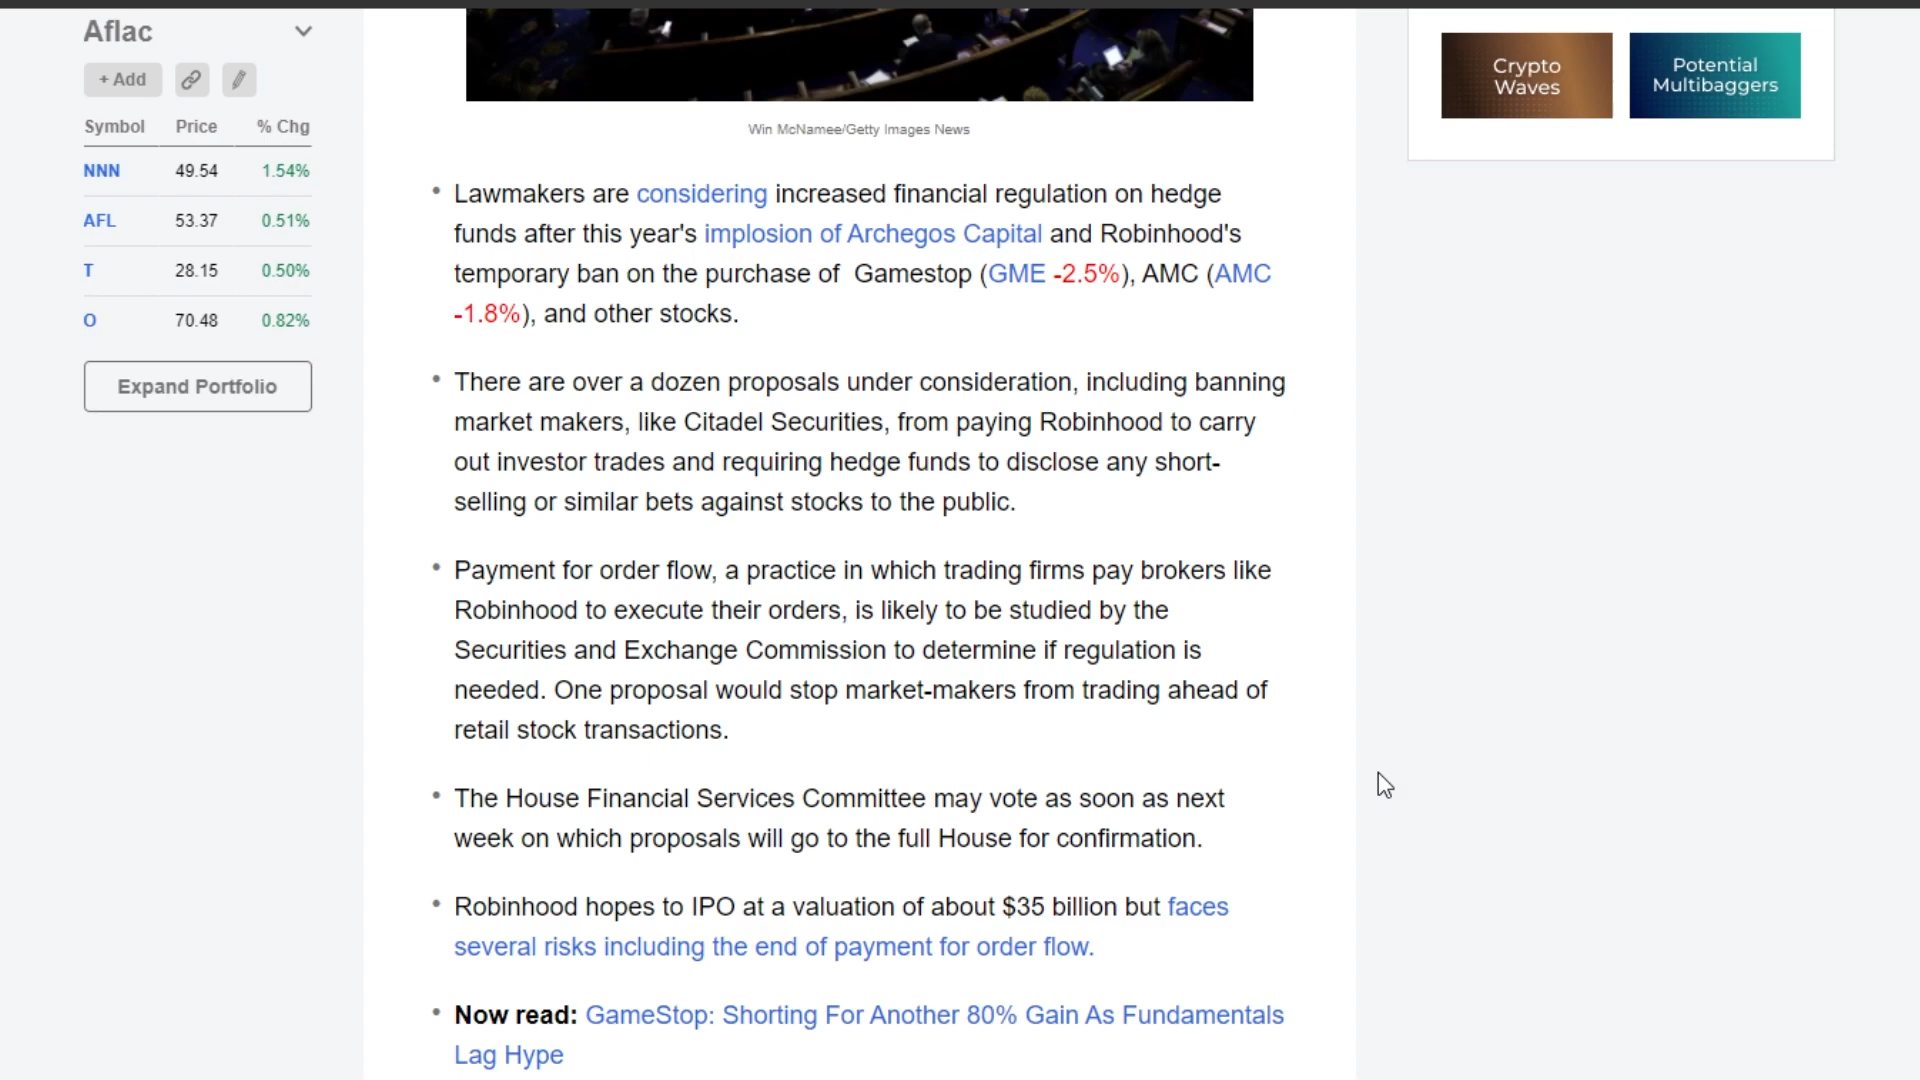 Aflac
+ Add
Symbol Price % Chg
NNN 49.54 1.54%
AFL 53.37 0.51%
T 28.15 0.50%
O 70.48 0.82%
Expand Portfolio
Win McNamee/Getty Images News
• Lawmakers are considering increased financial regulation on hedge
funds after this year's implosion of Archegos Capital and Robinhood's
temporary ban on the purchase of Gamestop (GME -2.5%), AMC (AMC
-1.8%), and other stocks.
• There are over a dozen proposals under consideration, including banning
market makers, like Citadel Securities, from paying Robinhood to carry
out investor trades and requiring hedge funds to disclose any short-
selling or similar bets against stocks to the public.
• Payment for order flow, a practice in which trading firms pay brokers like
Robinhood to execute their orders, is likely to be studied by the
Securities and Exchange Commission to determine if regulation is
needed. One proposal would stop market-makers from trading ahead of
retail stock transactions.
• The House Financial Services Committee may vote as soon as next
week on which proposals will go to the full House for confirmation.
• Robinhood hopes to IPO at a valuation of about $35 billion but faces
several risks including the end of payment for order flow.
• Now read: GameStop: Shorting For Another 80% Gain As Fundamentals
Lag Hype
Crypto
Waves
Potential
Multibaggers